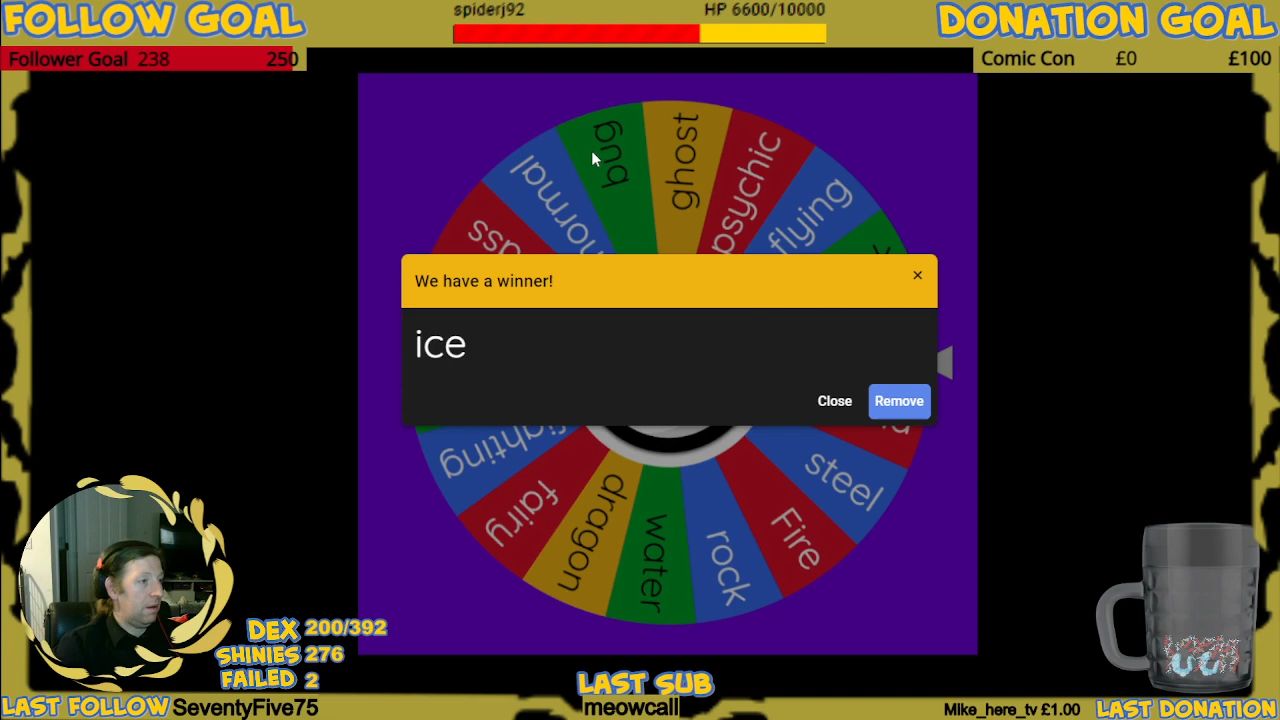 FOLLOW GOAL
spiderj92 HP 6600/10000
DONATION GOAL
Follower Goal 238 250
Comic Con £0 £100
bug
ghost
psychic
normal
flying
We have a winner!
×
ice
Close Remove
fighting
steel
fairy
dragon
water
rock
Fire
DEX 200/392
SHINIES 276
FAILED 2
LAST SUB
meowcall
LAST FOLLOW SeventyFive75
Mike_here_tv £1.00 LAST DONATION